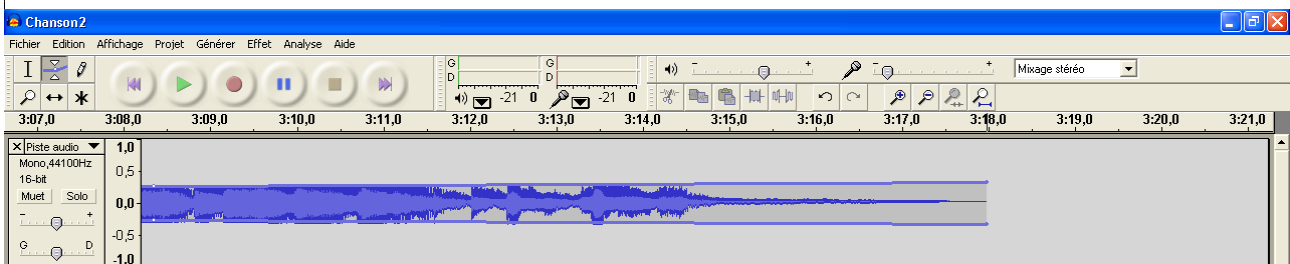 Chanson2
Fichier Edition Affichage Projet Générer Effet Analyse Aide
G G
D D
-21 0 -21 0
- + - +
Mixage stéréo
3:07,0 3:08,0 3:09,0 3:10,0 3:11,0 3:12,0 3:13,0 3:14,0 3:15,0 3:16,0 3:17,0 3:18,0 3:19,0 3:20,0 3:21,0
Piste audio 1,0
Mono,44100Hz
16-bit 0,5
Muet Solo 0,0
- +
G D -0,5
-1,0